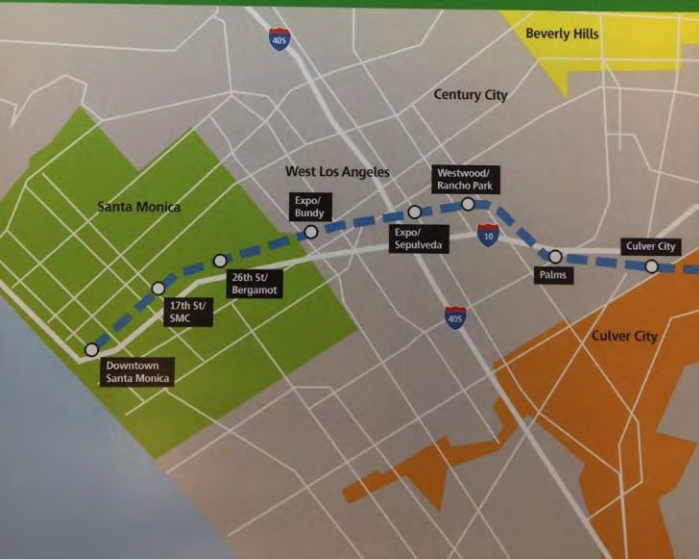 Beverly Hills
405
Century City
West Los Angeles
Westwood/
Rancho Park
Santa Monica
Expo/
Bundy
Expo/
Sepulveda
10
Culver City
26th St/
Bergamot
Palms
17th St/
SMC
405
Culver City
Downtown
Santa Monica